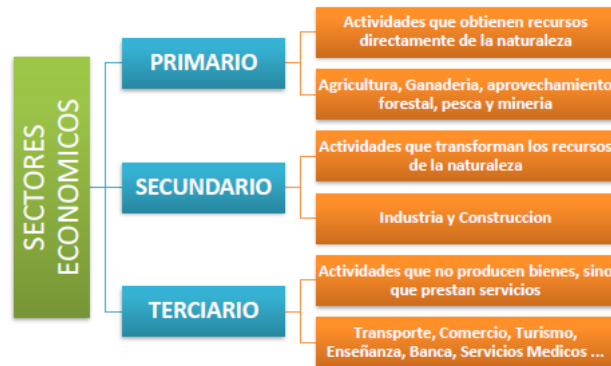 SECTORES
ECONOMICOS
PRIMARIO
Actividades que obtienen recursos
directamente de la naturaleza
Agricultura, Ganaderia, aprovechamiento
forestal, pesca y mineria
SECUNDARIO
Actividades que transforman los recursos
de la naturaleza
Industria y Construccion
TERCIARIO
Actividades que no producen bienes, sino
que prestan servicios
Transporte, Comercio, Turismo,
Enseñanza, Banca, Servicios Medicos ...